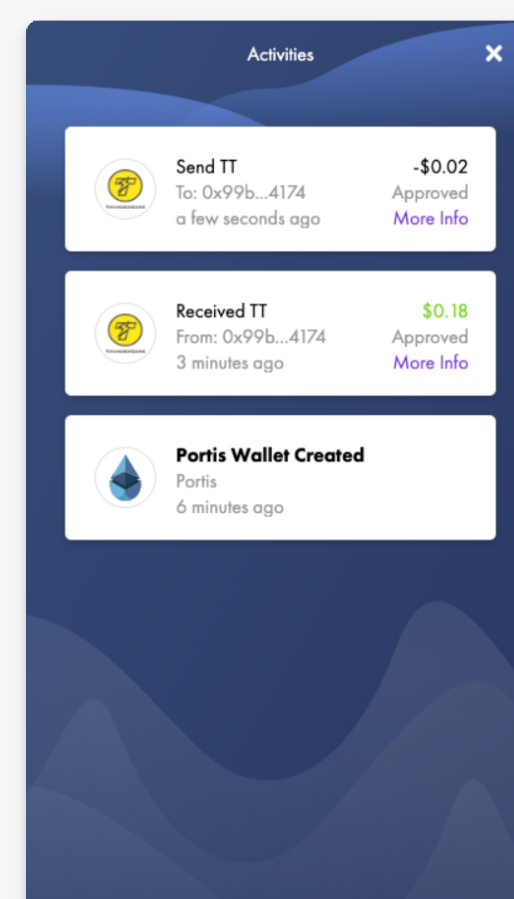 Activities
Send TT
-$0.02
To: 0x99b...4174
Approved
a few seconds ago
More Info
Received TT
$0.18
From: 0x99b...4174
Approved
3 minutes ago
More Info
Portis Wallet Created
Portis
6 minutes ago